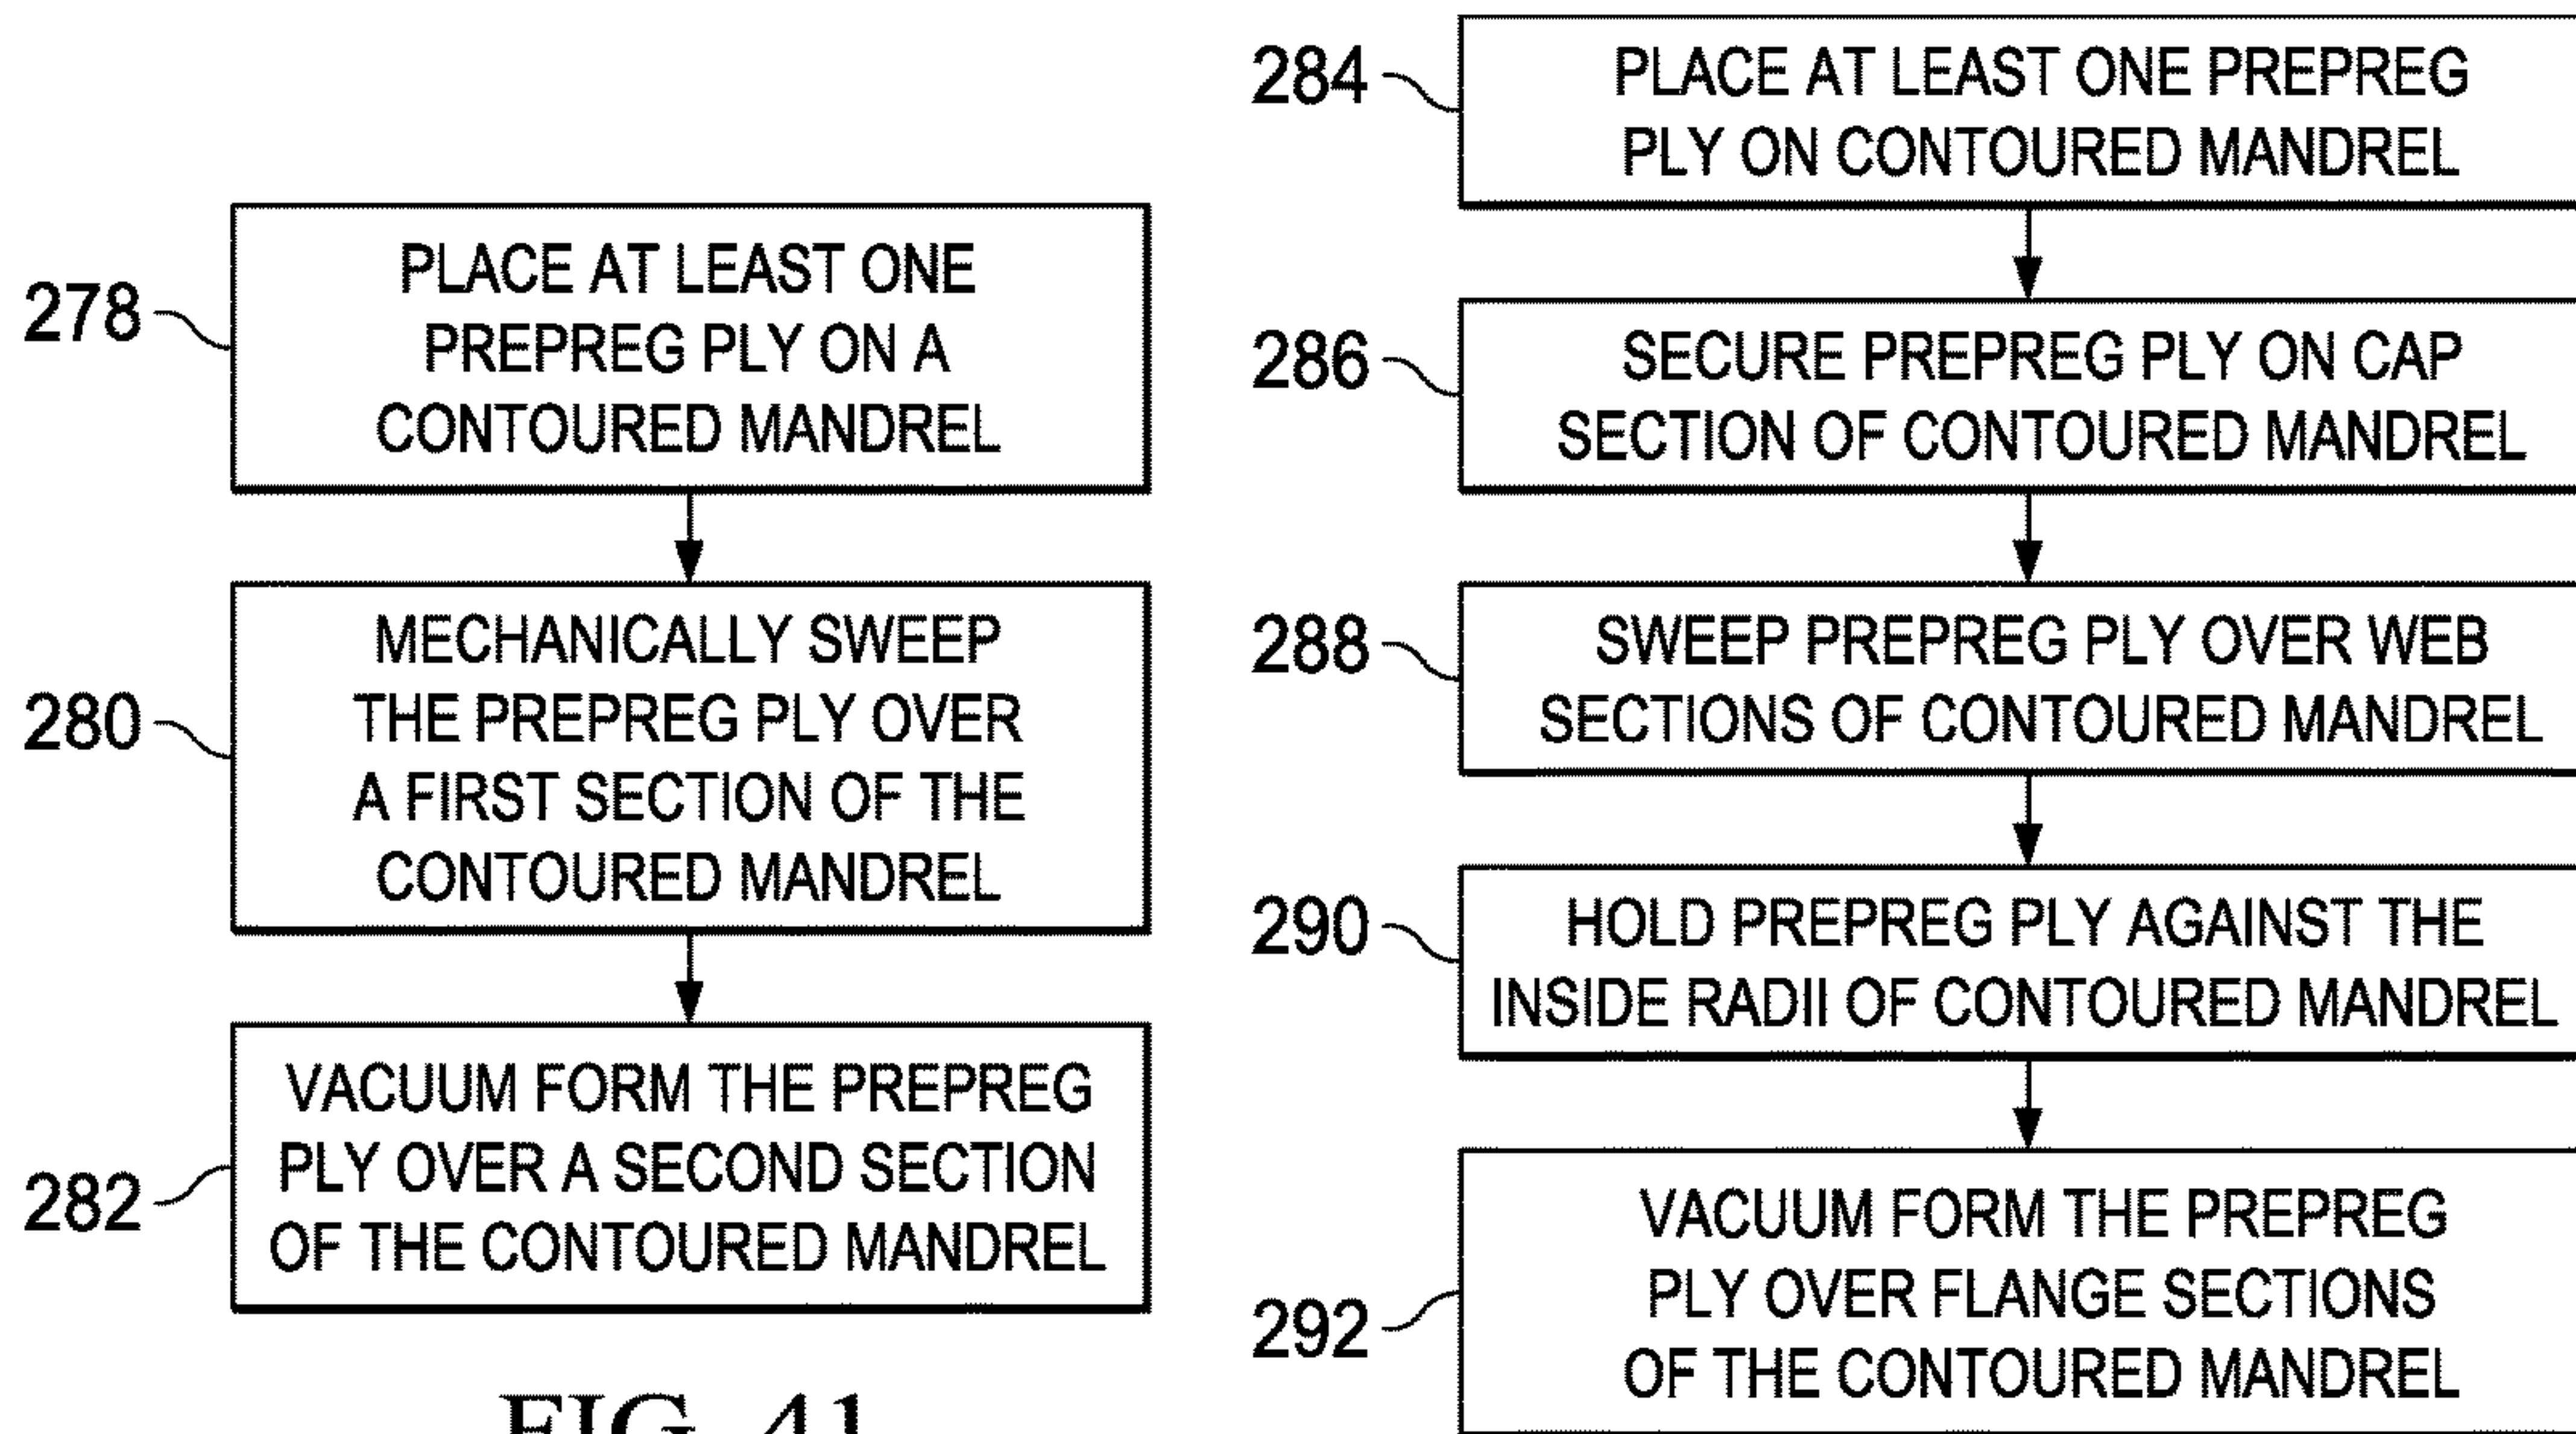 278
PLACE AT LEAST ONE
PREPREG PLY ON A
CONTOURED MANDREL
280
MECHANICALLY SWEEP
THE PREPREG PLY OVER
A FIRST SECTION OF THE
CONTOURED MANDREL
282
VACUUM FORM THE PREPREG
PLY OVER A SECOND SECTION
OF THE CONTOURED MANDREL
FIG. 41
284
PLACE AT LEAST ONE PREPREG
PLY ON CONTOURED MANDREL
286
SECURE PREPREG PLY ON CAP
SECTION OF CONTOURED MANDREL
288
SWEEP PREPREG PLY OVER WEB
SECTIONS OF CONTOURED MANDREL
290
HOLD PREPREG PLY AGAINST THE
INSIDE RADII OF CONTOURED MANDREL
292
VACUUM FORM THE PREPREG
PLY OVER FLANGE SECTIONS
OF THE CONTOURED MANDREL